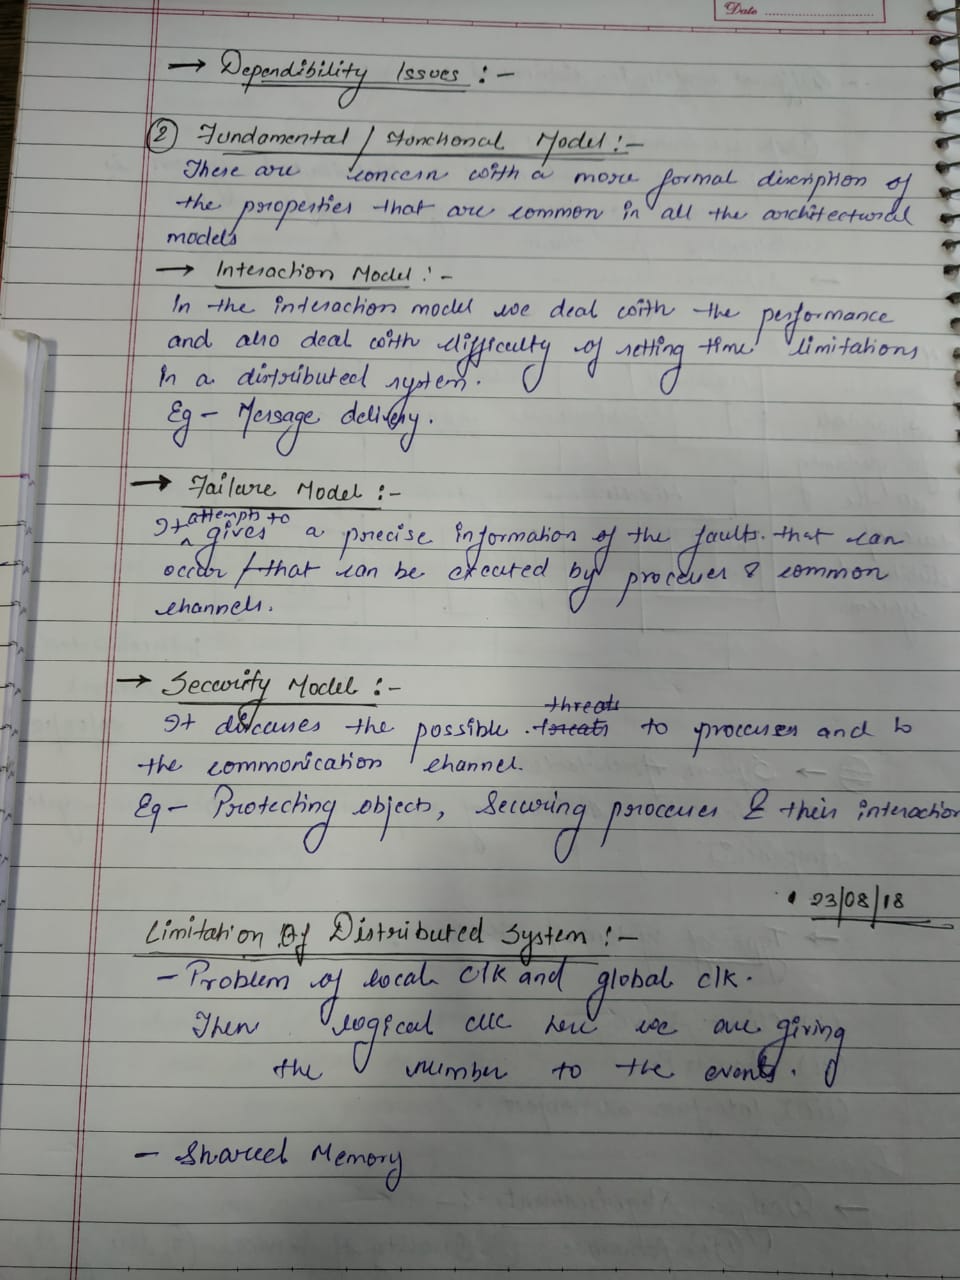 Date
→ Dependibility Issues :-
② Fundamental / Functional Model :-
These are concern with a more formal discription of
the properties that are common in all the architectural
models
→ Interaction Model :-
In the interaction model we deal with the performance
and also deal with difficulty of setting time limitations
in a distributed system.
Eg - Message delivery.
→ Failure Model :-
attempts to
It ^ gives a precise information of the faults. that can
occur / that can be created by processes & common
channels.
→ Security Model :-
threats
It discusses the possible threats to processes and to
the communication channel.
Eg - Protecting objects, Securing processes & their interaction
23/08/18
Limitation Of Distributed System :-
- Problem of local clk and global clk.
Then logical clk here we are giving
the number to the events.
- Shared Memory